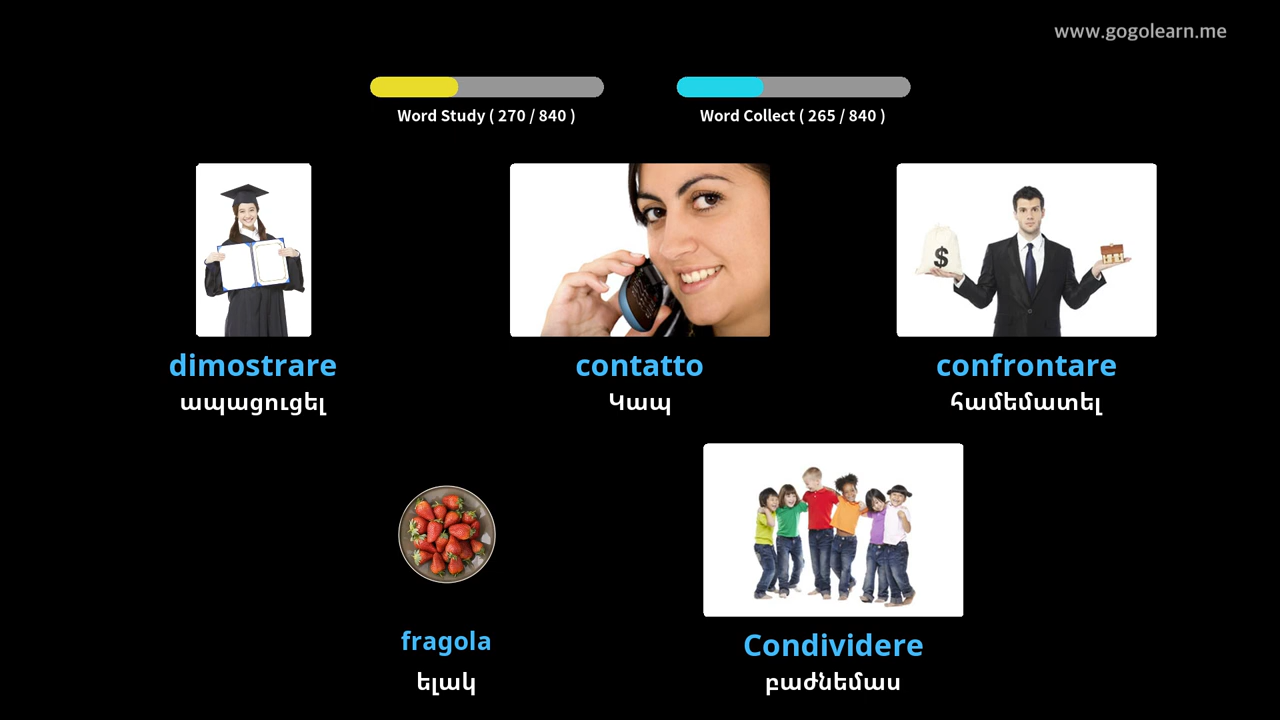 www.gogolearn.me
Word Study ( 270 / 840 )
Word Collect ( 265 / 840 )
dimostrare
ապացուցել
contatto
Կապ
confrontare
համեմատել
$
fragola
ելակ
Condividere
բաժնեմաս